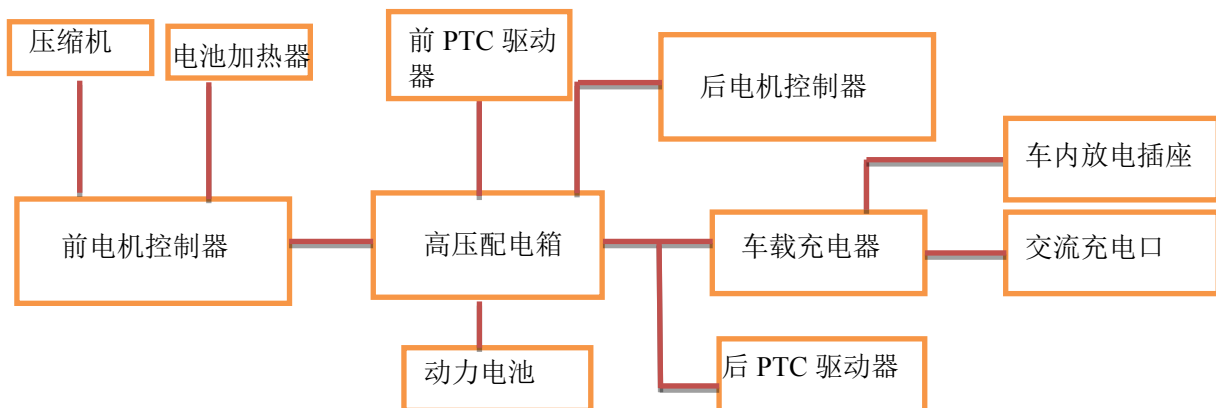 压缩机
电池加热器
前 PTC 驱动
器
后电机控制器
车内放电插座
前电机控制器
高压配电箱
车载充电器
交流充电口
动力电池
后 PTC 驱动器